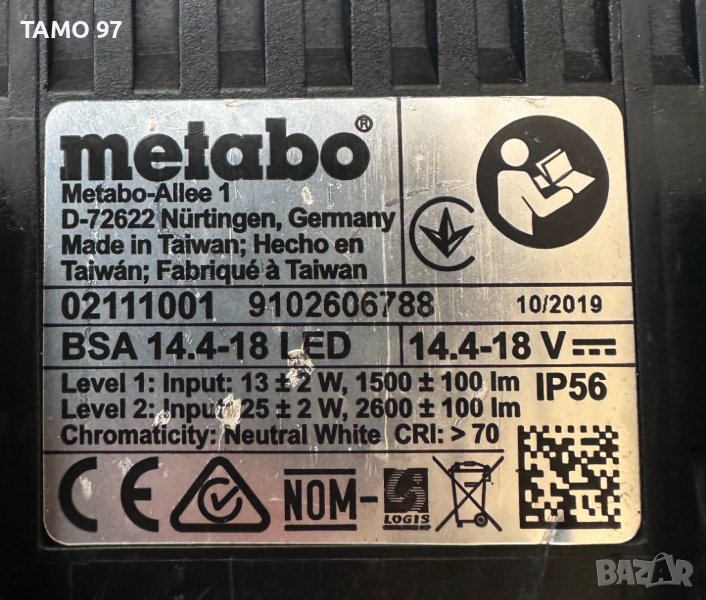 TAMO 97
metabo®
Metabo-Allee 1
D-72622 Nürtingen, Germany
Made in Taiwan; Hecho en
Taiwán; Fabriqué à Taiwan
02111001 9102606788 10/2019
BSA 14.4-18 LED 14.4-18 V
Level 1: Input: 13 ± 2 W, 1500 ± 100 lm
Level 2: Input: 25 ± 2 W, 2600 ± 100 lm
IP56
Chromaticity: Neutral White CRI: > 70
CE NOM- LOGIS
BAZAR